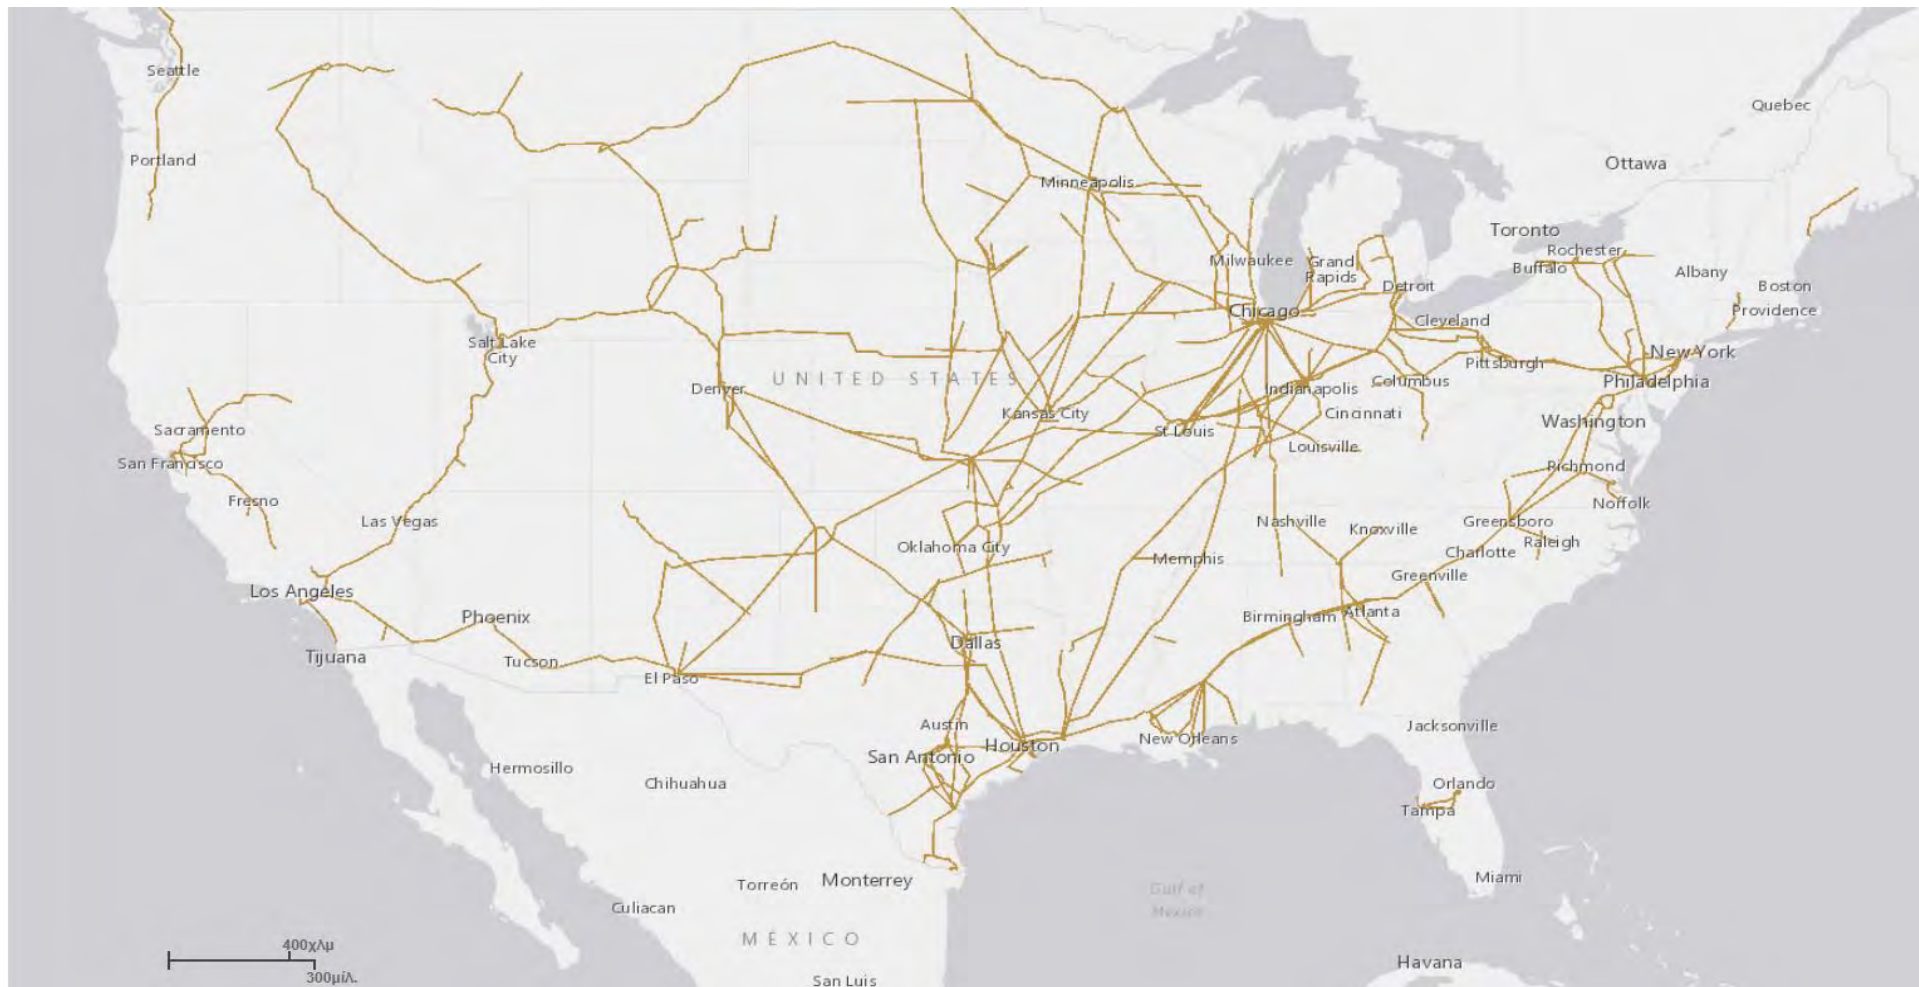 Seattle
Quebec
Portland
Ottawa
Minneapolis
Toronto
Rochester
Milwaukee
Grand
Rapids
Buffalo
Albany
Detroit
Boston
Chicago
Cleveland
Providence
Salt Lake
City
New York
Pittsburgh
UNITED STATES
Denver
Indianapolis
Columbus
Philadelphia
Kansas City
Cincinnati
Washington
Sacramento
St Louis
Louisville
San Francisco
Richmond
Fresno
Norfolk
Las Vegas
Nashville
Knoxville
Greensboro
Oklahoma City
Raleigh
Charlotte
Memphis
Greenville
Los Angeles
Phoenix
Birmingham
Atlanta
Dallas
Tijuana
Tucson
El Paso
Austin
Jacksonville
New Orleans
Houston
San Antonio
Hermosillo
Chihuahua
Orlando
Tampa
Miami
Torreón
Monterrey
Gulf of
Mexico
Culiacan
MÉXICO
400χλμ
300μίλ.
Havana
San Luis